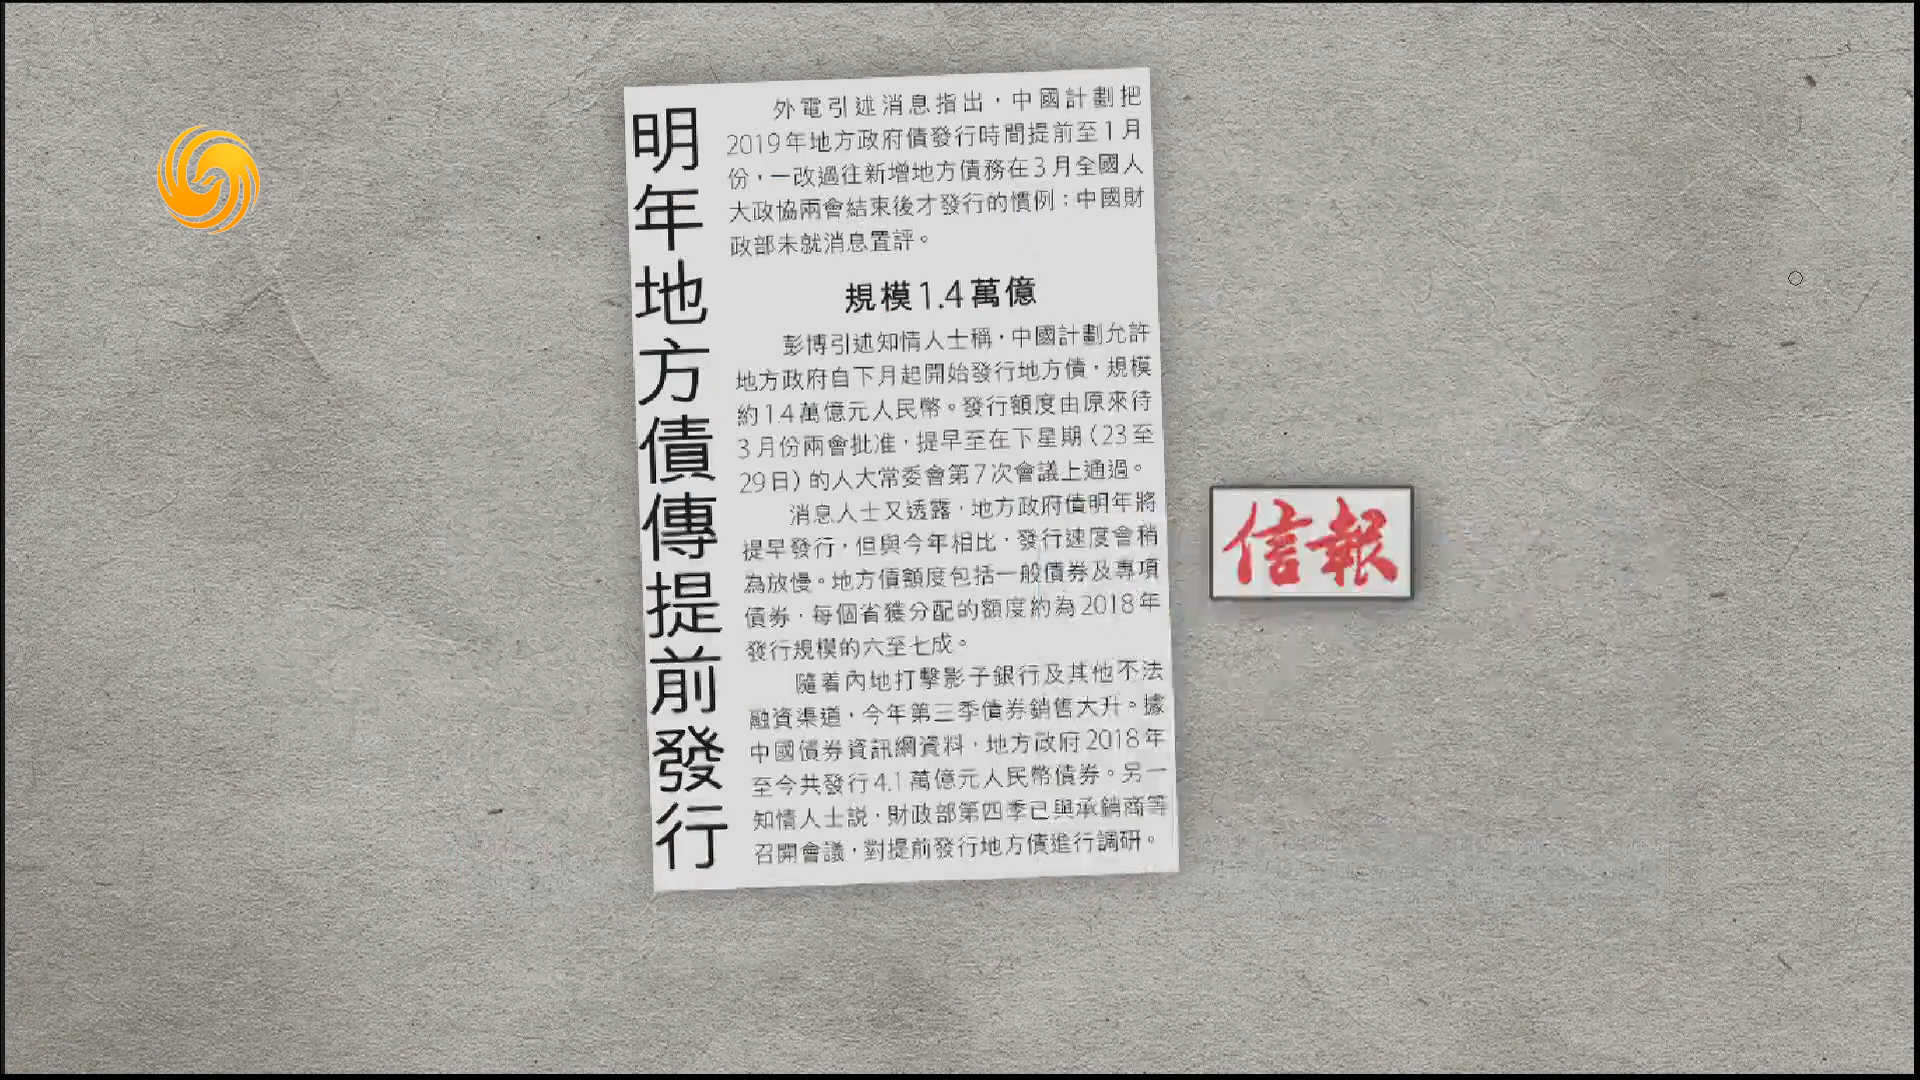 明年地方債傳提前發行
外電引述消息指出，中國計劃把
2019年地方政府債發行時間提前至1月
份，一改過往新增地方債務在3月全國人
大政協兩會結束後才發行的慣例；中國財
政部未就消息置評。
規模1.4萬億
彭博引述知情人士稱，中國計劃允許
地方政府自下月起開始發行地方債，規模
約1.4萬億元人民幣。發行額度由原來待
3月份兩會批准，提早至在下星期（23至
29日）的人大常委會第7次會議上通過。
消息人士又透露，地方政府債明年將
提早發行，但與今年相比，發行速度會稍
為放慢。地方債額度包括一般債券及專項
債券，每個省獲分配的額度約為2018年
發行規模的六至七成。
隨着內地打擊影子銀行及其他不法
融資渠道，今年第三季債券銷售大升。據
中國債券資訊網資料，地方政府2018年
至今共發行4.1萬億元人民幣債券。另一
知情人士説，財政部第四季已與承銷商等
召開會議，對提前發行地方債進行調研。
信報